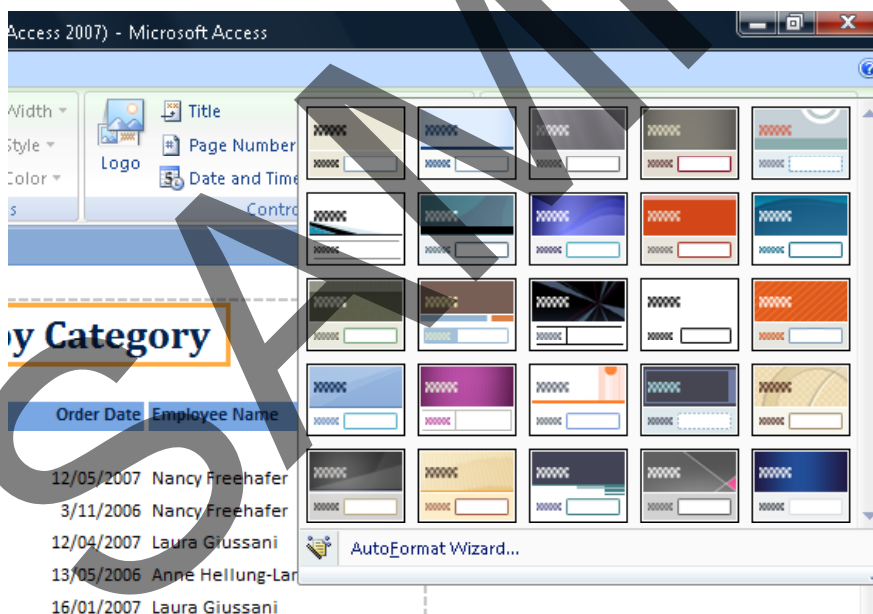 Access 2007) - Microsoft Access
Width
Title
Style
Page Number
Color
Logo
Date and Time
s
Contro
by Category
Order Date Employee Name
12/05/2007 Nancy Freehafer
3/11/2006 Nancy Freehafer
12/04/2007 Laura Giussani
13/05/2006 Anne Hellung-Lar
16/01/2007 Laura Giussani
AutoFormat Wizard...
SAM